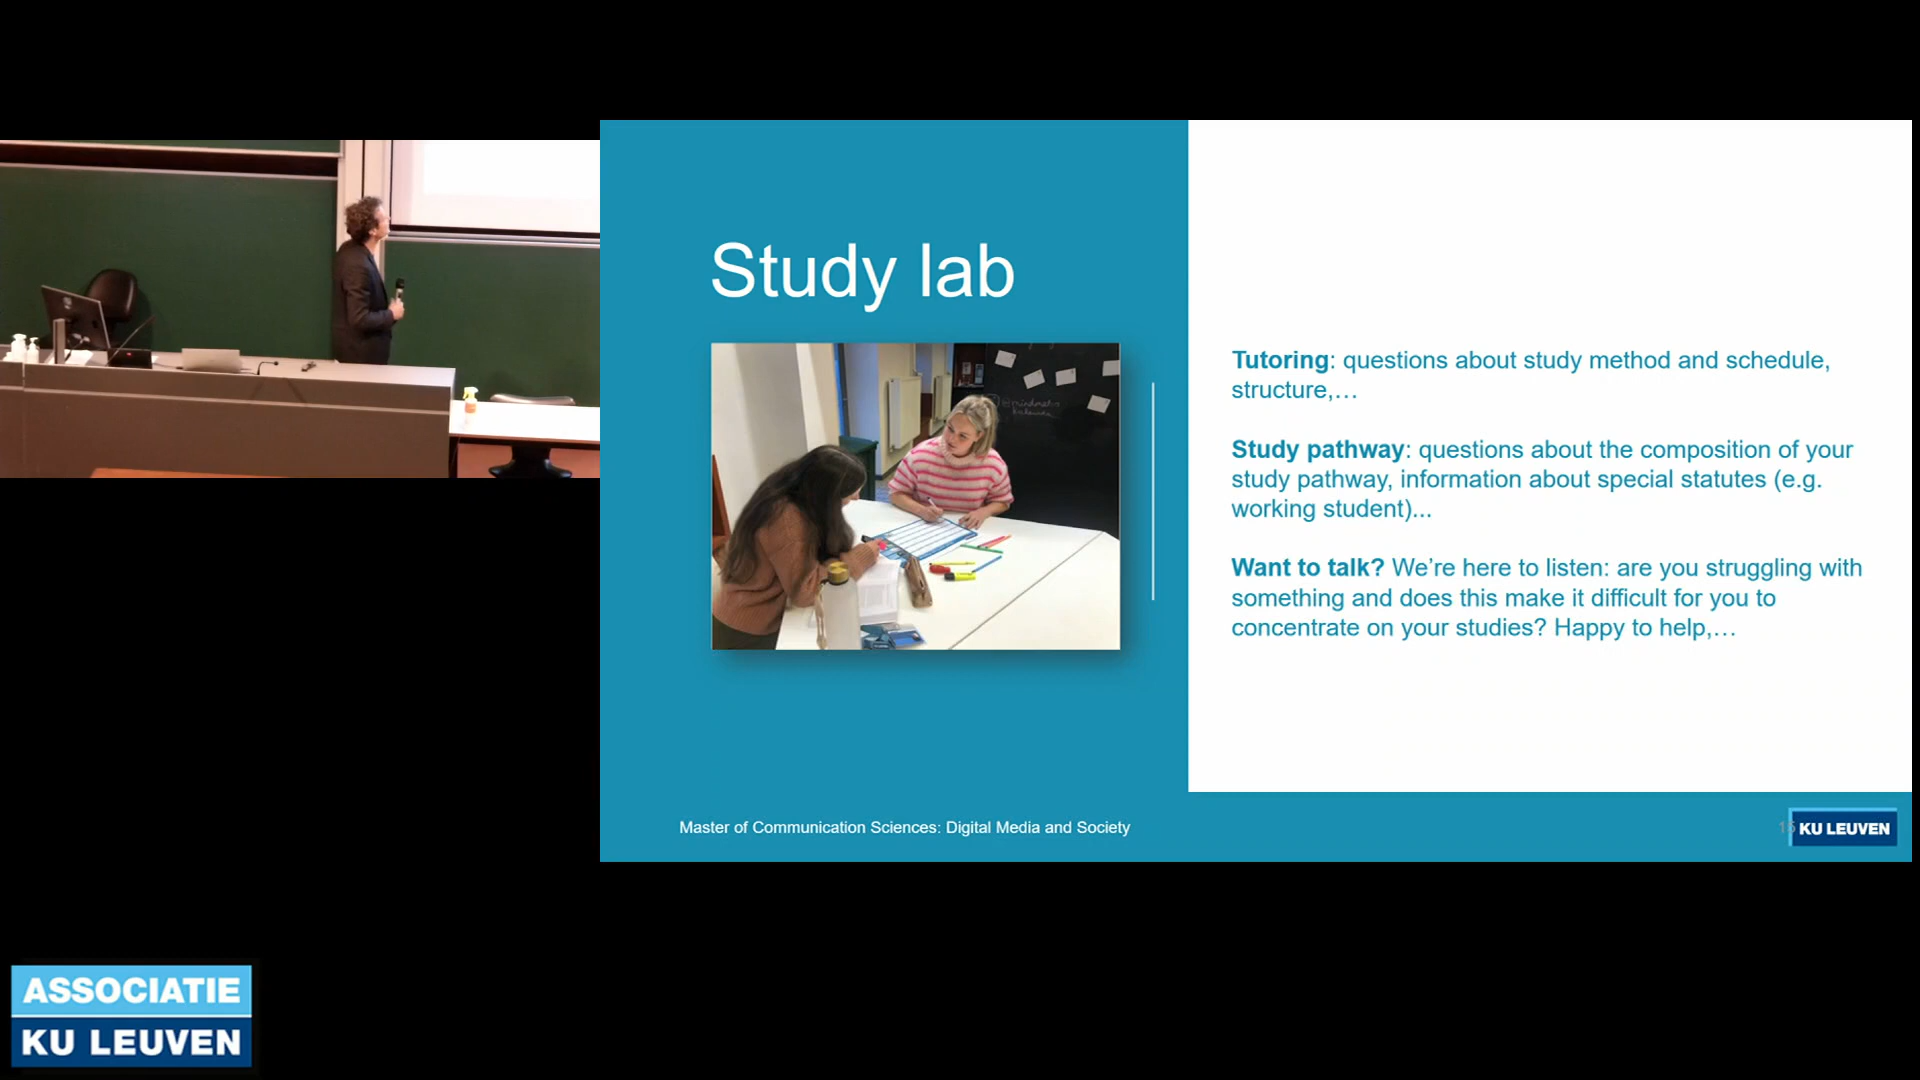 Study lab
Tutoring: questions about study method and schedule,
structure,…
Study pathway: questions about the composition of your
study pathway, information about special statutes (e.g.
working student)...
Want to talk? We’re here to listen: are you struggling with
something and does this make it difficult for you to
concentrate on your studies? Happy to help,…
Master of Communication Sciences: Digital Media and Society
KU LEUVEN
ASSOCIATIE
KU LEUVEN